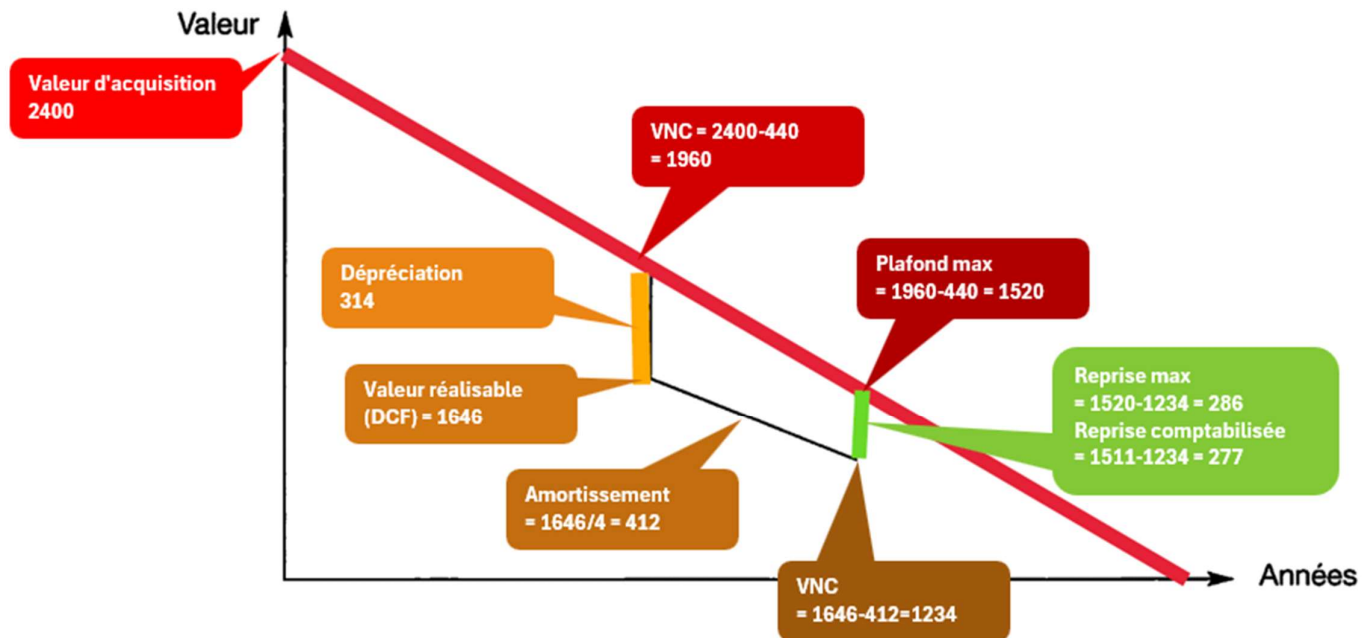 Valeur
Valeur d'acquisition
2400
VNC = 2400-440
= 1960
Dépréciation
314
Plafond max
= 1960-440 = 1520
Valeur réalisable
(DCF) = 1646
Reprise max
= 1520-1234 = 286
Reprise comptabilisée
= 1511-1234 = 277
Amortissement
= 1646/4 = 412
VNC
= 1646-412=1234
Années